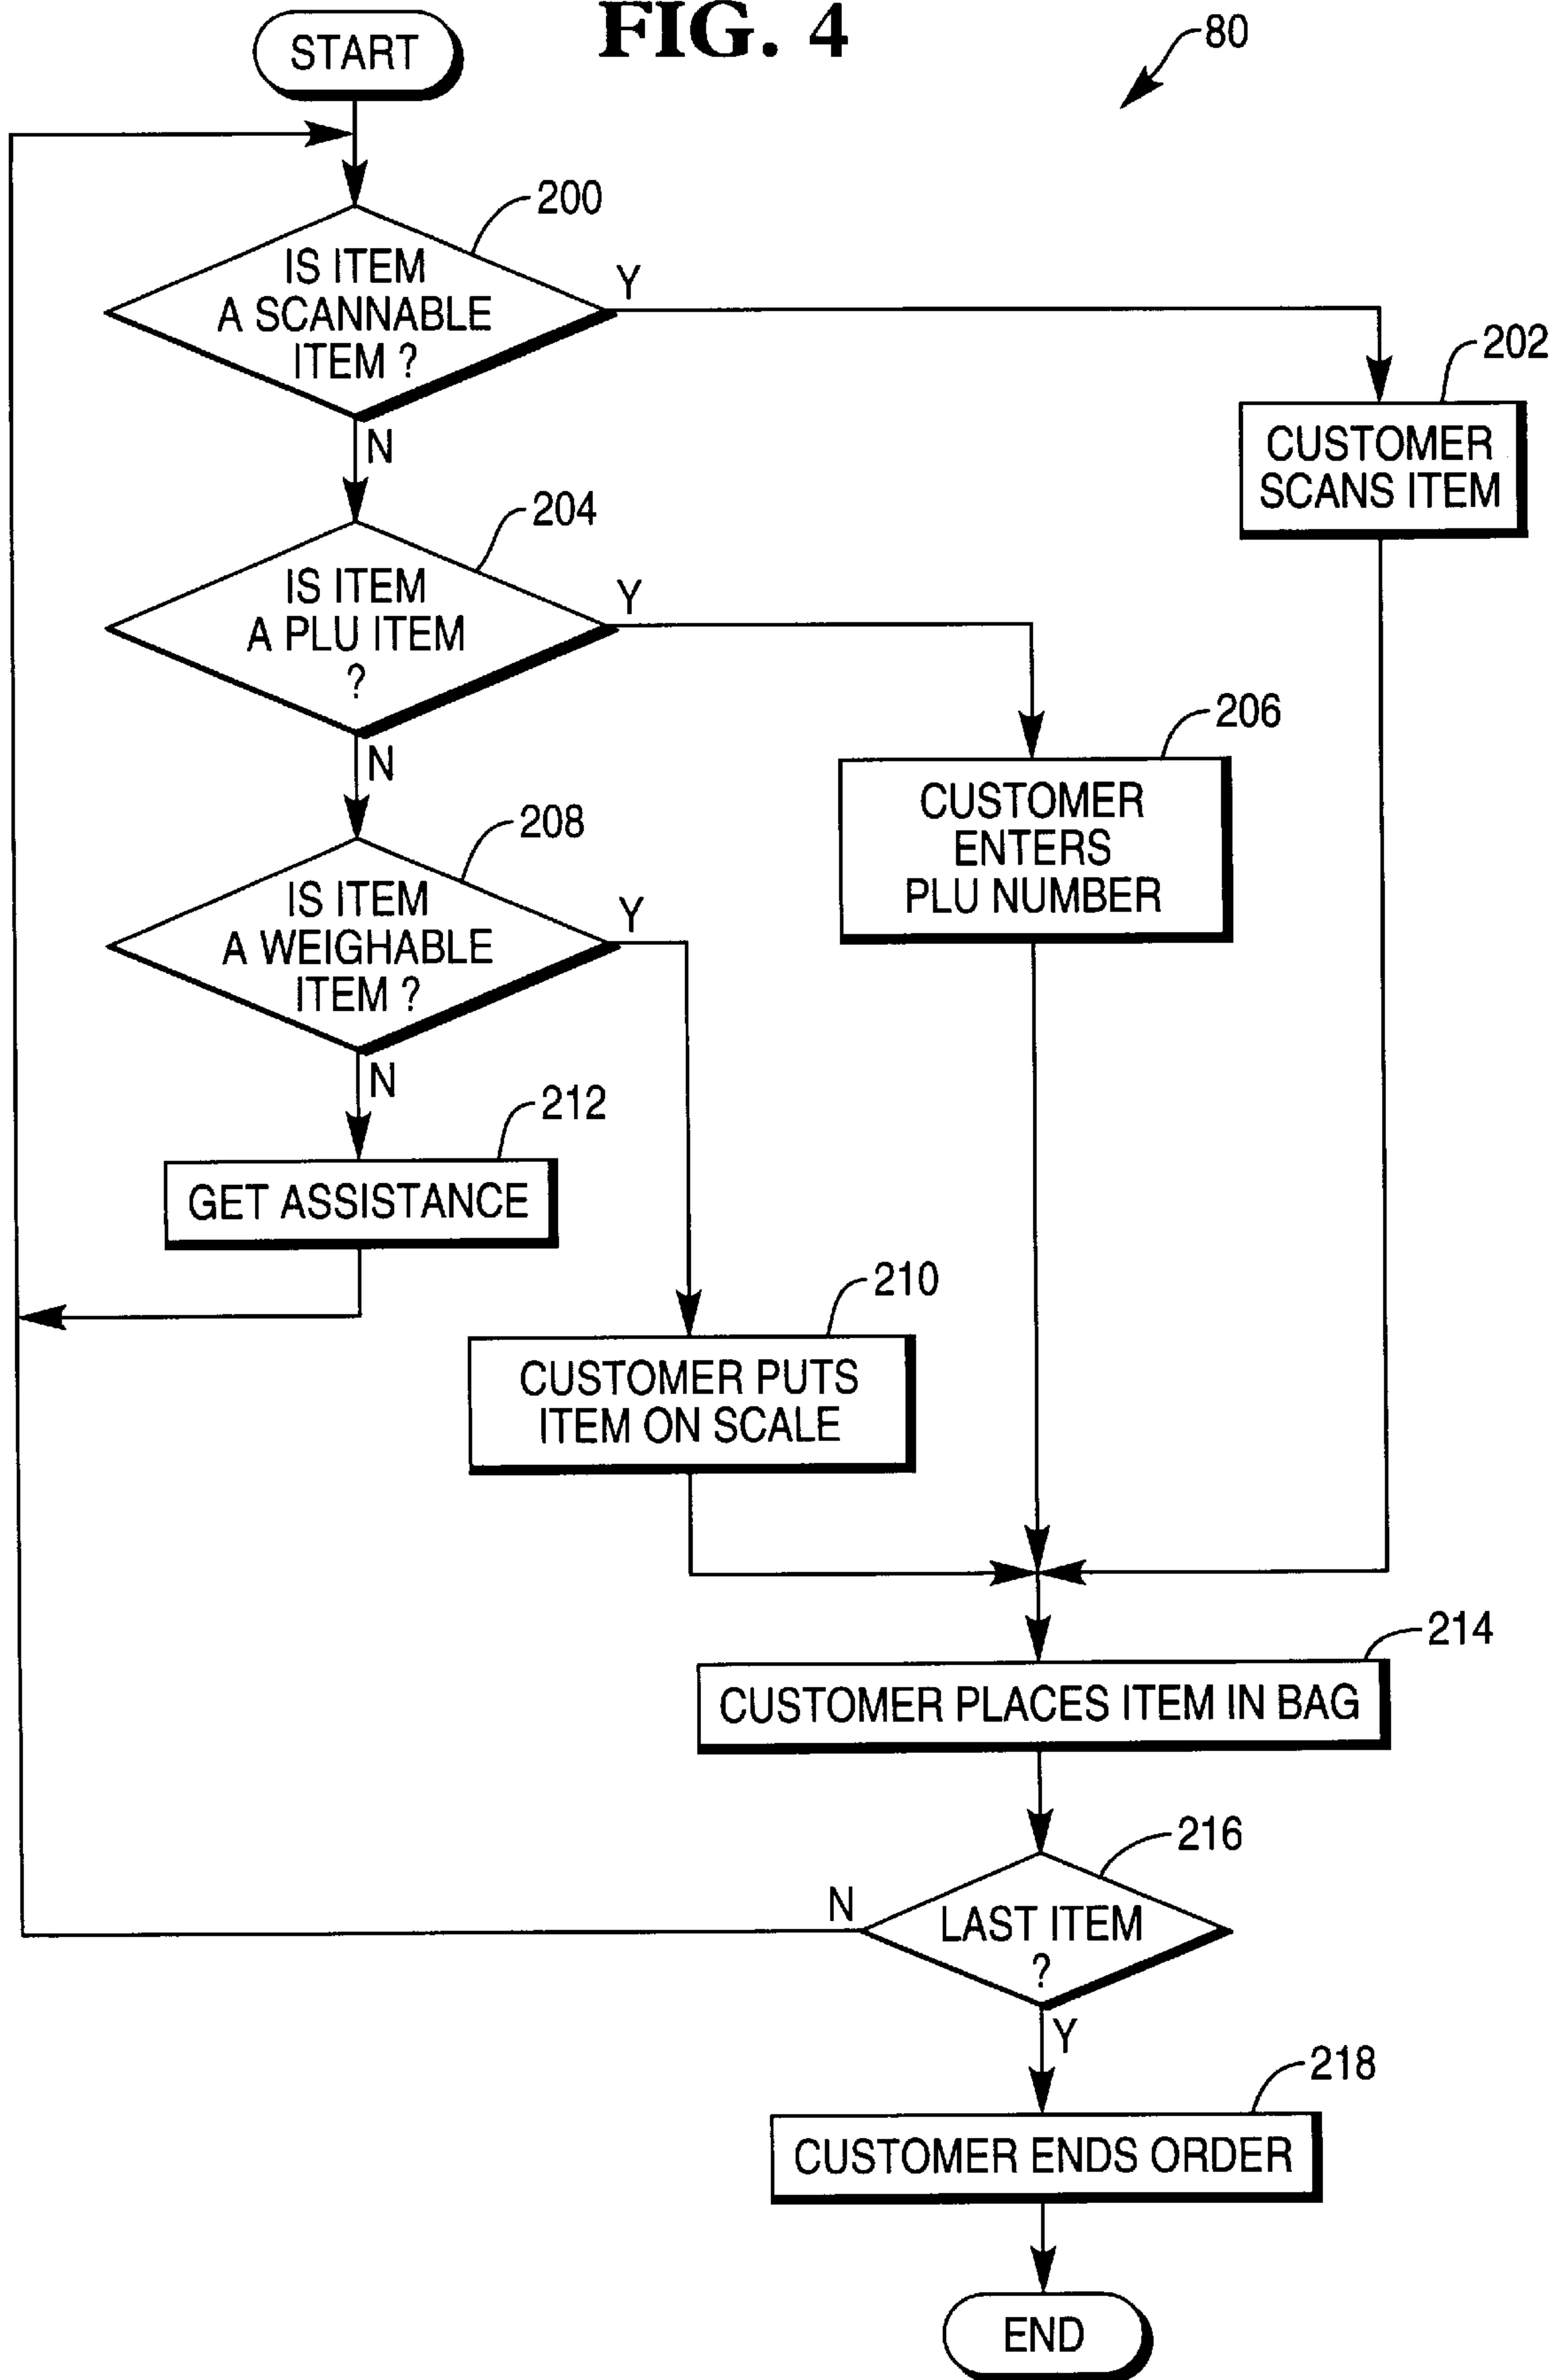 FIG. 4
80
START
200
IS ITEM
A SCANNABLE
ITEM ?
Y
N
202
CUSTOMER
SCANS ITEM
204
IS ITEM
A PLU ITEM
?
Y
N
206
CUSTOMER
ENTERS
PLU NUMBER
208
IS ITEM
A WEIGHABLE
ITEM ?
Y
N
212
GET ASSISTANCE
210
CUSTOMER PUTS
ITEM ON SCALE
214
CUSTOMER PLACES ITEM IN BAG
216
LAST ITEM
?
N
Y
218
CUSTOMER ENDS ORDER
END